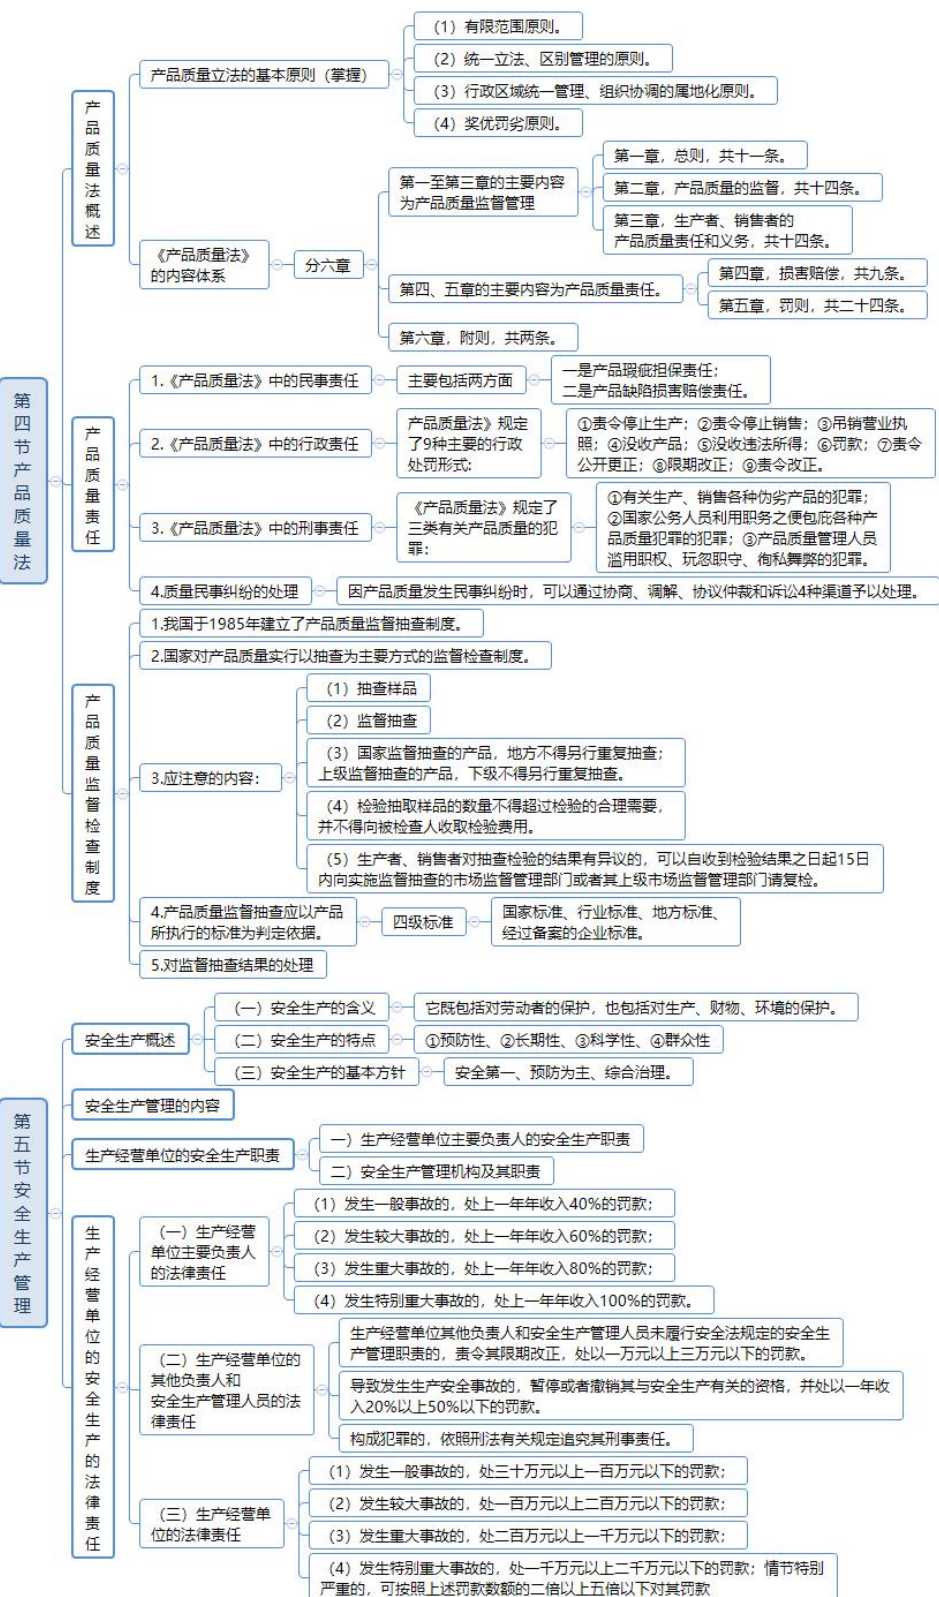 第四节产品质量法
产品质量法概述
产品质量立法的基本原则（掌握）
（1）有限范围原则。
（2）统一立法、区别管理的原则。
（3）行政区域统一管理、组织协调的属地化原则。
（4）奖优罚劣原则。
《产品质量法》
的内容体系
分六章
第一至第三章的主要内容
为产品质量监督管理
第一章，总则，共十一条。
第二章，产品质量的监督，共十四条。
第三章，生产者、销售者的
产品质量责任和义务，共十四条。
第四、五章的主要内容为产品质量责任。
第四章，损害赔偿，共九条。
第五章，罚则，共二十四条。
第六章，附则，共两条。
产品质量责任
1.《产品质量法》中的民事责任
主要包括两方面
一是产品瑕疵担保责任；
二是产品缺陷损害赔偿责任。
2.《产品质量法》中的行政责任
产品质量法》规定
了9种主要的行政
处罚形式:
①责令停止生产；②责令停止销售；③吊销营业执
照；④没收产品；⑤没收违法所得；⑥罚款；⑦责令
公开更正；⑧限期改正；⑨责令改正。
3.《产品质量法》中的刑事责任
《产品质量法》规定了
三类有关产品质量的犯
罪：
①有关生产、销售各种伪劣产品的犯罪；
②国家公务人员利用职务之便包庇各种产
品质量犯罪的犯罪；③产品质量管理人员
滥用职权、玩忽职守、徇私舞弊的犯罪。
4.质量民事纠纷的处理
因产品质量发生民事纠纷时，可以通过协商、调解、协议仲裁和诉讼4种渠道予以处理。
产品质量监督检查制度
1.我国于1985年建立了产品质量监督抽查制度。
2.国家对产品质量实行以抽查为主要方式的监督检查制度。
3.应注意的内容：
（1）抽查样品
（2）监督抽查
（3）国家监督抽查的产品，地方不得另行重复抽查；
上级监督抽查的产品，下级不得另行重复抽查。
（4）检验抽取样品的数量不得超过检验的合理需要，
并不得向被检查人收取检验费用。
（5）生产者、销售者对抽查检验的结果有异议的，可以自收到检验结果之日起15日
内向实施监督抽查的市场监督管理部门或者其上级市场监督管理部门请复检。
4.产品质量监督抽查应以产品
所执行的标准为判定依据。
四级标准
国家标准、行业标准、地方标准、
经过备案的企业标准。
5.对监督抽查结果的处理
第五节安全生产管理
安全生产概述
（一）安全生产的含义
它既包括对劳动者的保护，也包括对生产、财物、环境的保护。
（二）安全生产的特点
①预防性、②长期性、③科学性、④群众性
（三）安全生产的基本方针
安全第一、预防为主、综合治理。
安全生产管理的内容
生产经营单位的安全生产职责
一）生产经营单位主要负责人的安全生产职责
二）安全生产管理机构及其职责
生产经营单位的安全生产的法律责任
（一）生产经营
单位主要负责人
的法律责任
（1）发生一般事故的，处上一年年收入40%的罚款；
（2）发生较大事故的，处上一年年收入60%的罚款；
（3）发生重大事故的，处上一年年收入80%的罚款；
（4）发生特别重大事故的，处上一年年收入100%的罚款。
（二）生产经营单位的
其他负责人和
安全生产管理人员的法
律责任
生产经营单位其他负责人和安全生产管理人员未履行安全法规定的安全生
产管理职责的，责令其限期改正，处以一万元以上三万元以下的罚款。
导致发生生产安全事故的，暂停或者撤销其与安全生产有关的资格，并处以一年收
入20%以上50%以下的罚款。
构成犯罪的，依照刑法有关规定追究其刑事责任。
（三）生产经营单
位的法律责任
（1）发生一般事故的，处三十万元以上一百万元以下的罚款；
（2）发生较大事故的，处一百万元以上二百万元以下的罚款；
（3）发生重大事故的，处二百万元以上一千万元以下的罚款；
（4）发生特别重大事故的，处一千万元以上二千万元以下的罚款；情节特别
严重的，可按照上述罚款数额的二倍以上五倍以下对其罚款